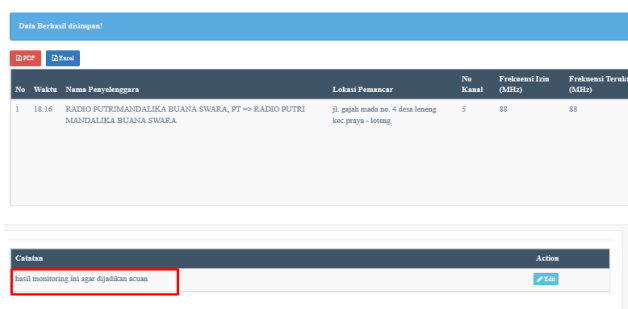 Data Berhasil disimpan!
PDF Excel
No Waktu Nama Penyelenggara Lokasi Pemancar No Kanal Frekuensi Izin (MHz) Frekuensi Teruku (MHz)
1 18:16 RADIO PUTRIMANDALIKA BUANA SWARA, PT => RADIO PUTRI jl. gajah mada no. 4 desa leneng 5 88 88
MANDALIKA BUANA SWARA kec.praya - loteng
Catatan Action
hasil monitoring ini agar dijadikan acuan Edit